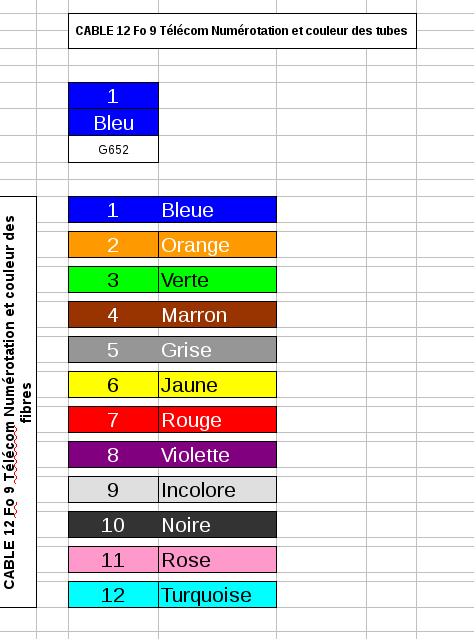 CABLE 12 Fo 9 Télécom Numérotation et couleur des tubes
1
Bleu
G652
CABLE 12 Fo 9 Télécom Numérotation et couleur des
fibres
1 Bleue
2 Orange
3 Verte
4 Marron
5 Grise
6 Jaune
7 Rouge
8 Violette
9 Incolore
10 Noire
11 Rose
12 Turquoise